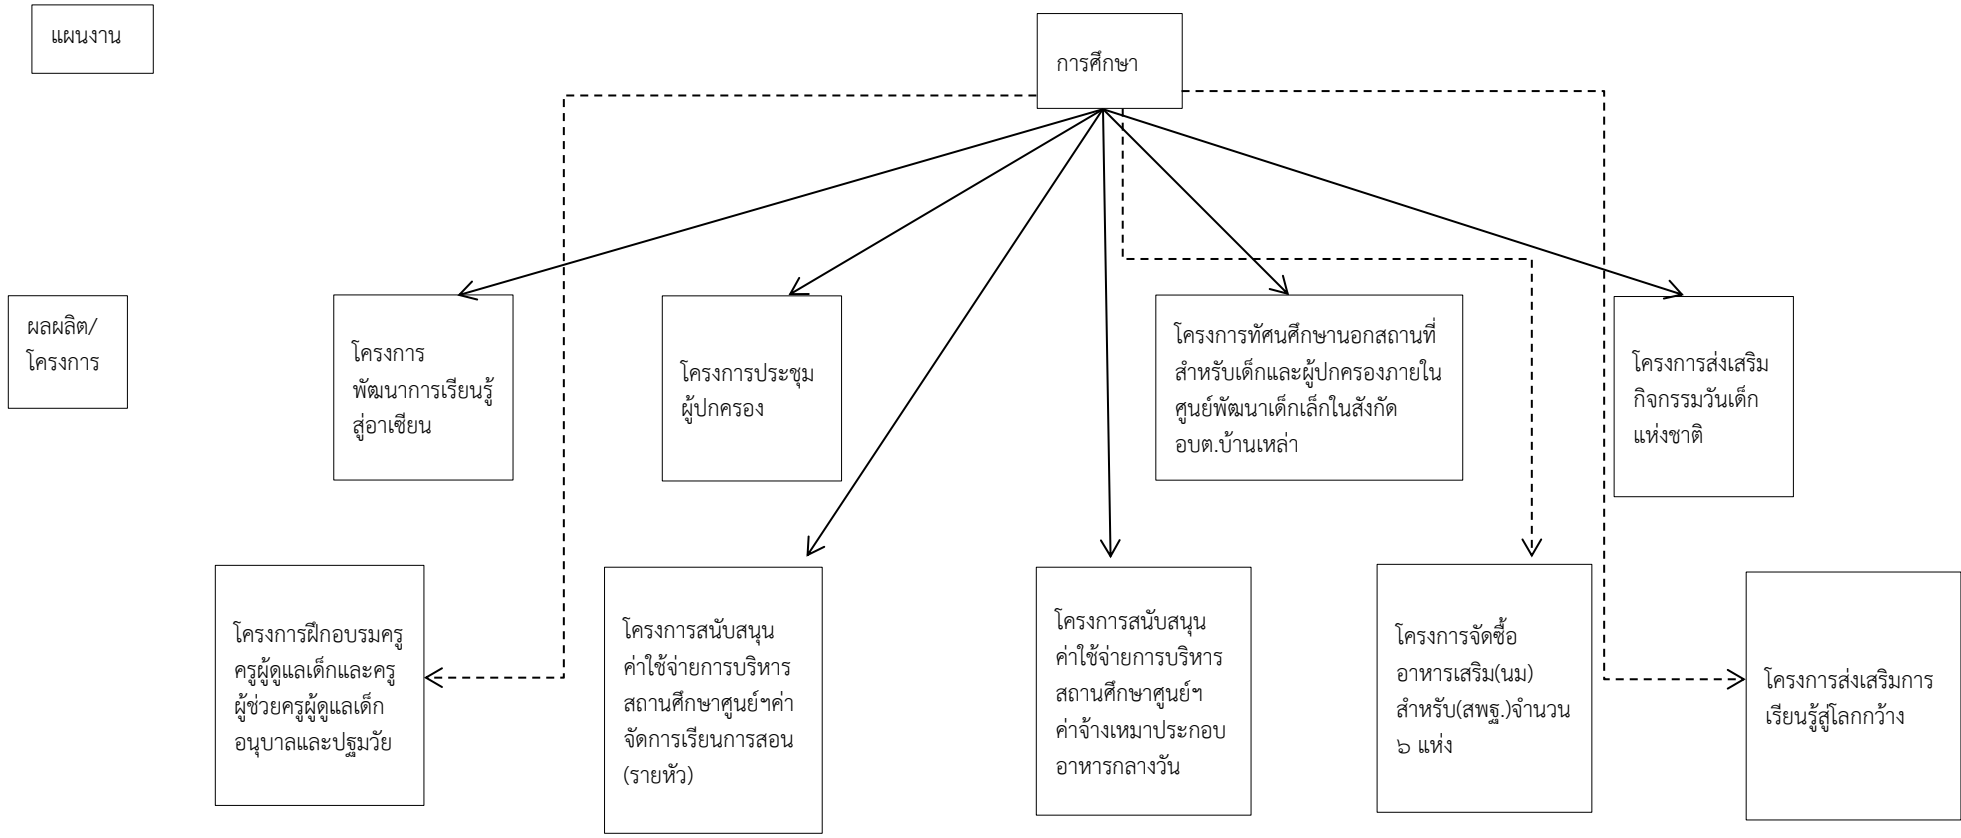 แผนงาน
การศึกษา
ผลผลิต/
โครงการ
โครงการ
พัฒนาการเรียนรู้
สู่อาเซียน
โครงการประชุม
ผู้ปกครอง
โครงการทัศนศึกษานอกสถานที่
สำหรับเด็กและผู้ปกครองภายใน
ศูนย์พัฒนาเด็กเล็กในสังกัด
อบต.บ้านเหล่า
โครงการส่งเสริม
กิจกรรมวันเด็ก
แห่งชาติ
โครงการฝึกอบรมครู
ครูผู้ดูแลเด็กและครู
ผู้ช่วยครูผู้ดูแลเด็ก
อนุบาลและปฐมวัย
โครงการสนับสนุน
ค่าใช้จ่ายการบริหาร
สถานศึกษาศูนย์ฯค่า
จัดการเรียนการสอน
(รายหัว)
โครงการสนับสนุน
ค่าใช้จ่ายการบริหาร
สถานศึกษาศูนย์ฯ
ค่าจ้างเหมาประกอบ
อาหารกลางวัน
โครงการจัดซื้อ
อาหารเสริม(นม)
สำหรับ(สพฐ.)จำนวน
๖ แห่ง
โครงการส่งเสริมการ
เรียนรู้สู่โลกกว้าง